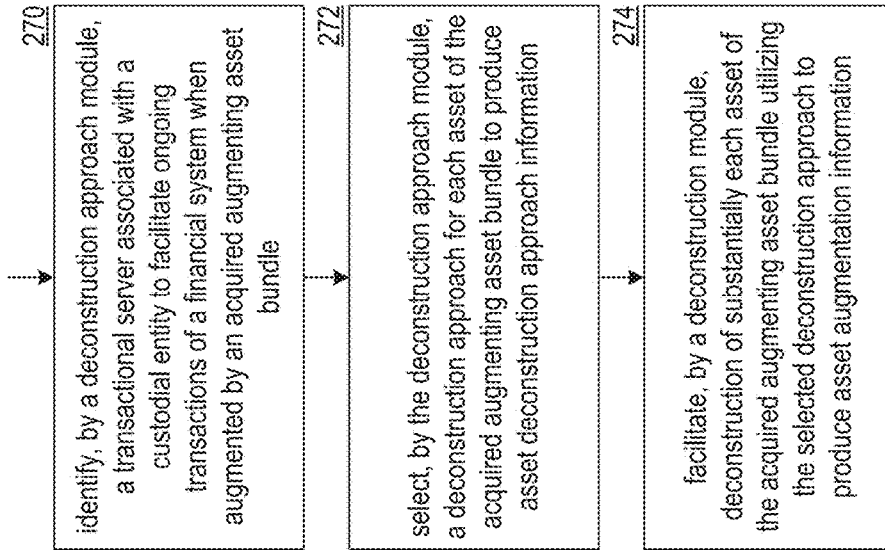 270
identify, by a deconstruction approach module,
a transactional server associated with a
custodial entity to facilitate ongoing
transactions of a financial system when
augmented by an acquired augmenting asset
bundle
272
select, by the deconstruction approach module,
a deconstruction approach for each asset of the
acquired augmenting asset bundle to produce
asset deconstruction approach information
274
facilitate, by a deconstruction module,
deconstruction of substantially each asset of
the acquired augmenting asset bundle utilizing
the selected deconstruction approach to
produce asset augmentation information